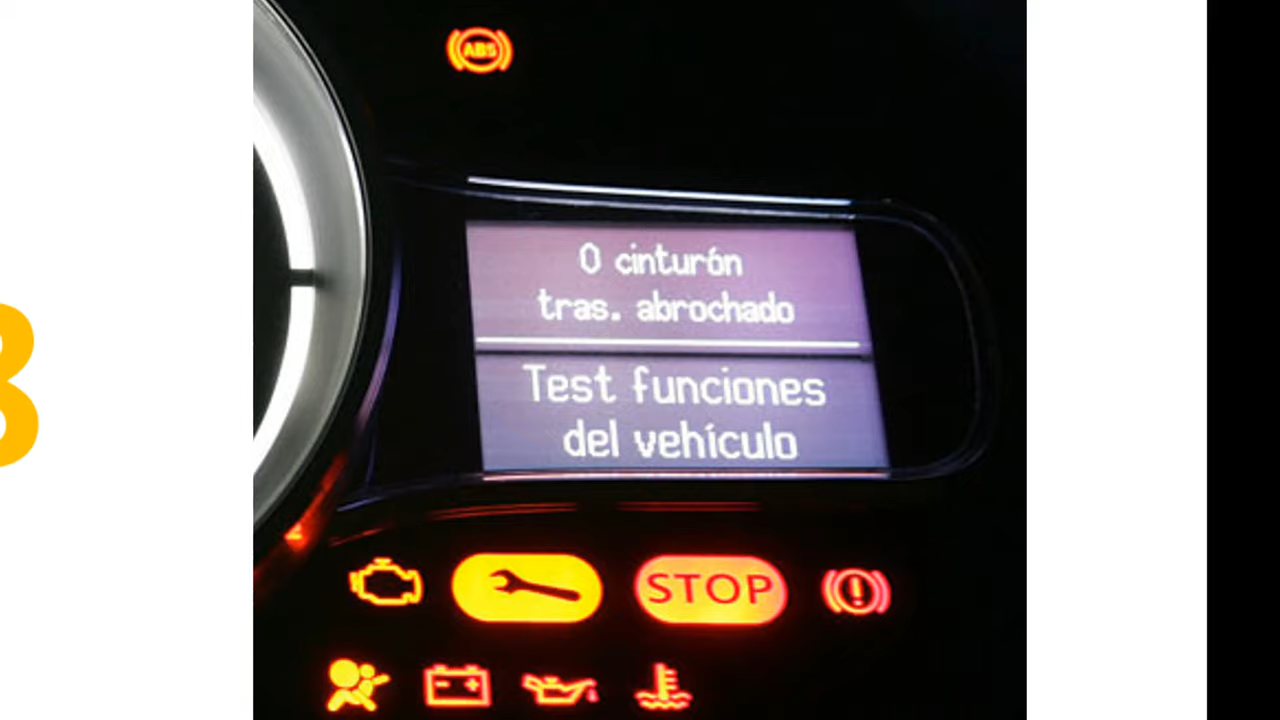 ABS
0 cinturón
tras. abrochado
Test funciones
del vehículo
STOP